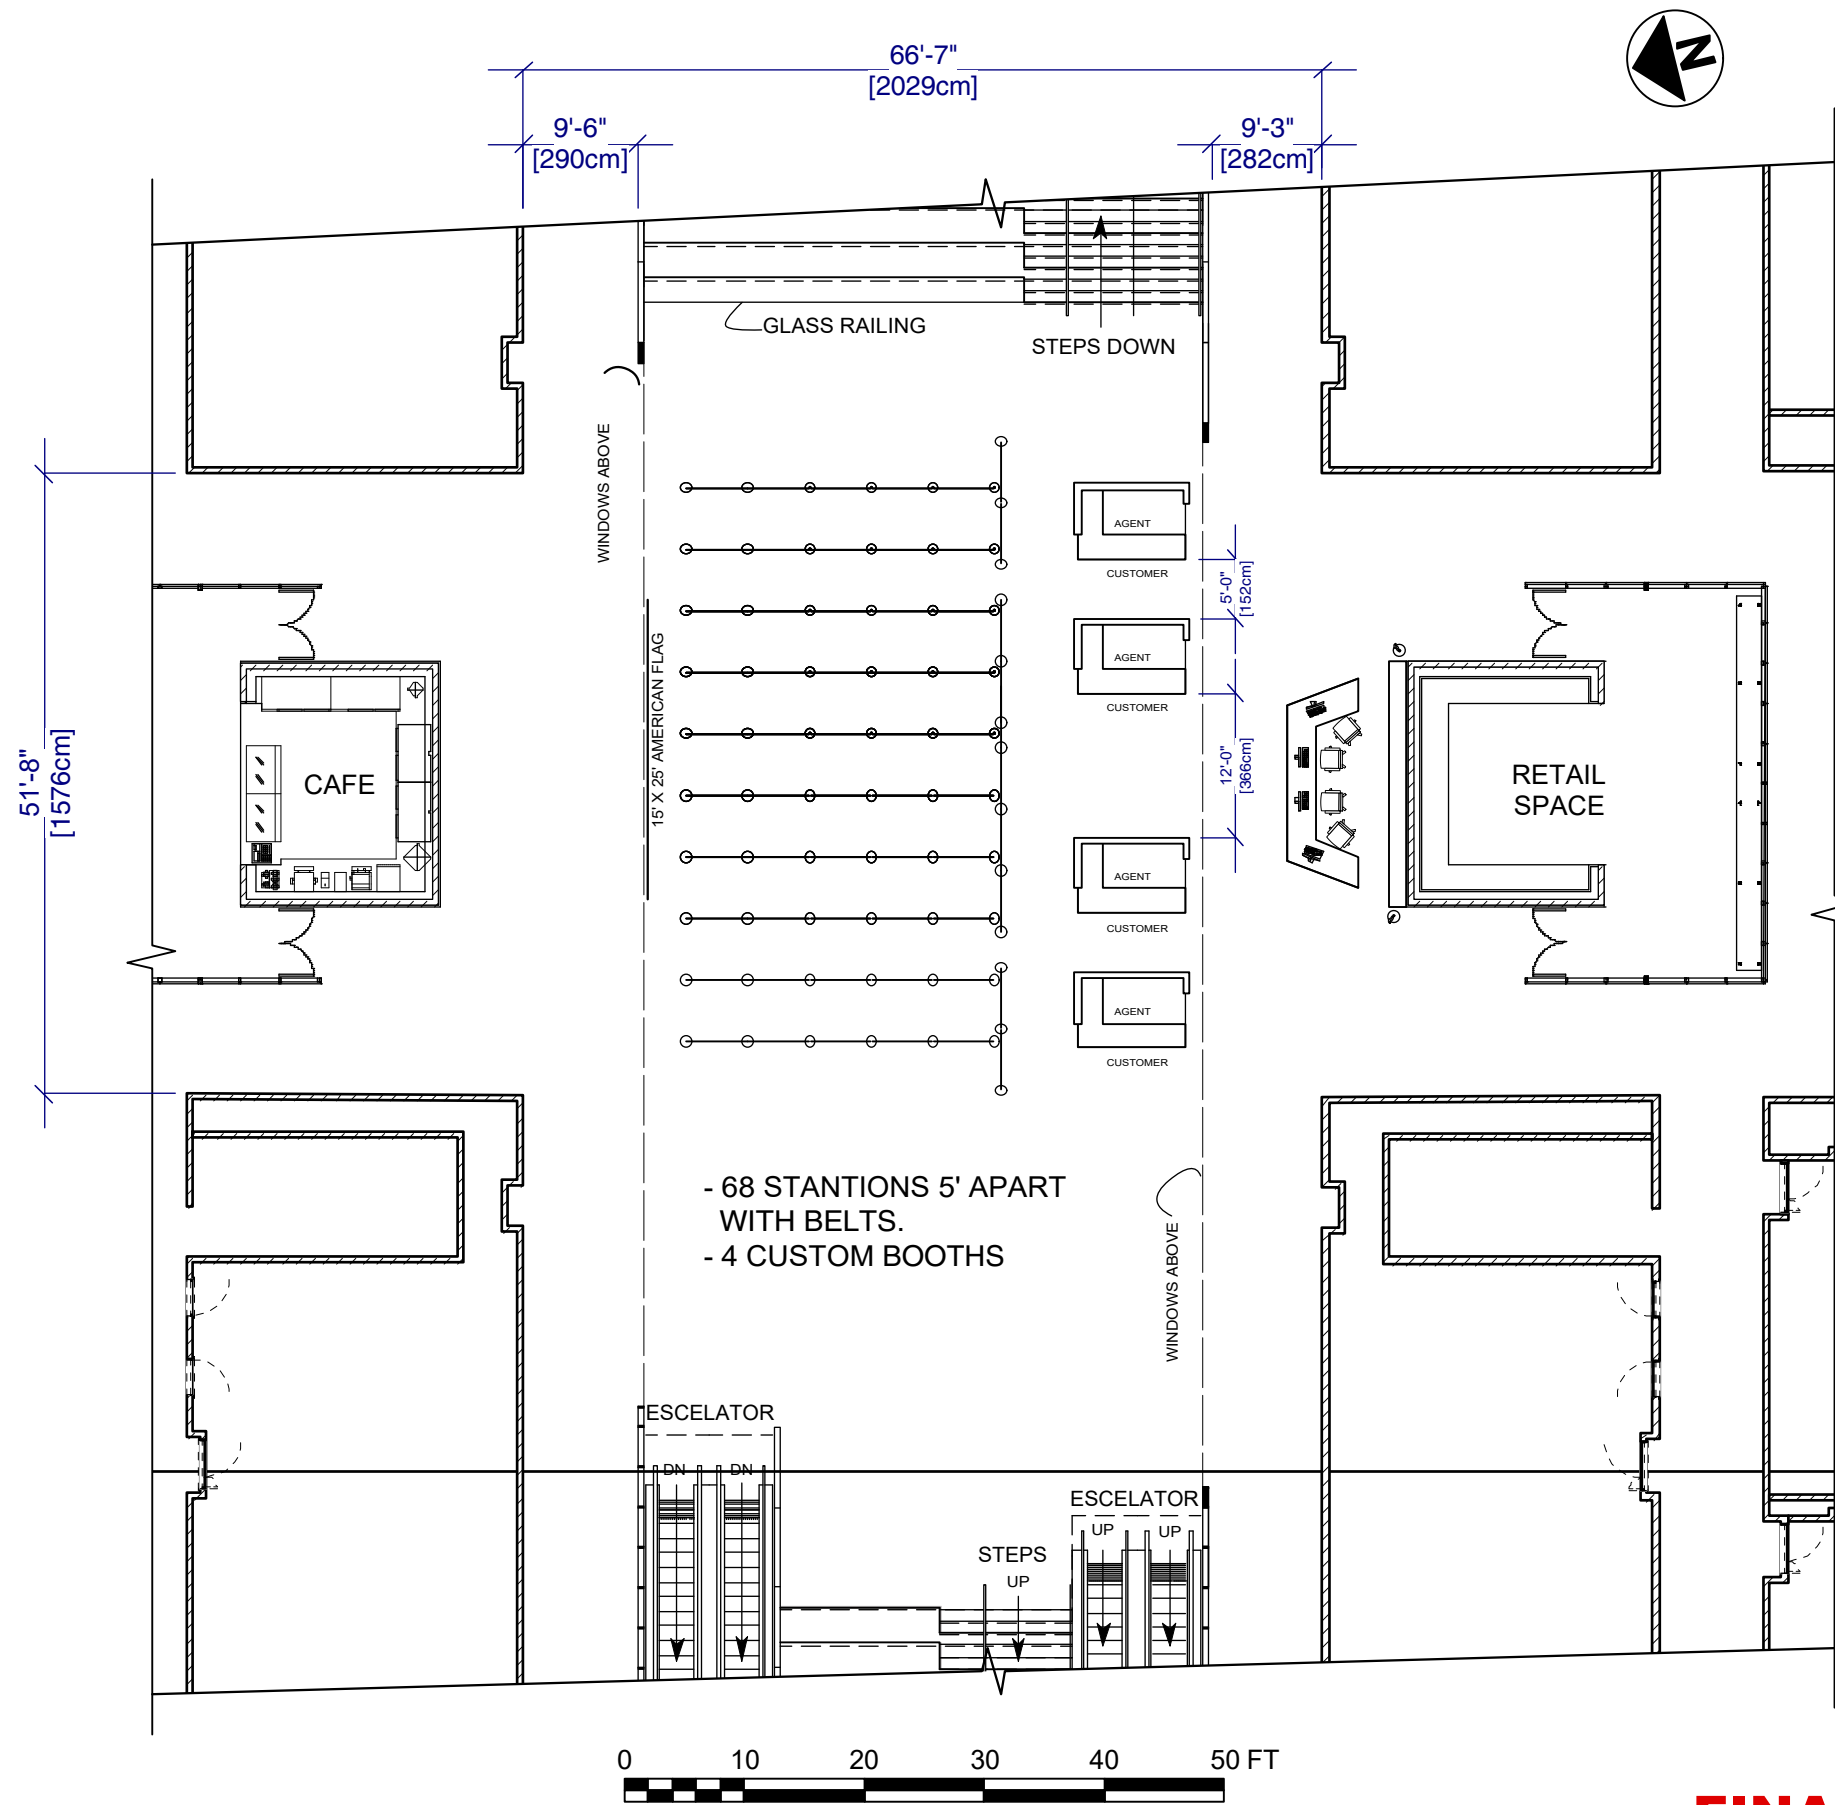 N
66'-7"
[2029cm]
9'-6"
[290cm]
9'-3"
[282cm]
GLASS RAILING
STEPS DOWN
WINDOWS ABOVE
AGENT
CUSTOMER
5'-0"
[152cm]
15' X 25' AMERICAN FLAG
AGENT
CUSTOMER
12'-0"
[366cm]
51'-8"
[1576cm]
CAFE
RETAIL
SPACE
AGENT
CUSTOMER
AGENT
CUSTOMER
- 68 STANTIONS 5' APART
WITH BELTS.
- 4 CUSTOM BOOTHS
WINDOWS ABOVE
ESCELATOR
DN DN
ESCELATOR
UP UP
STEPS
UP
0 10 20 30 40 50 FT